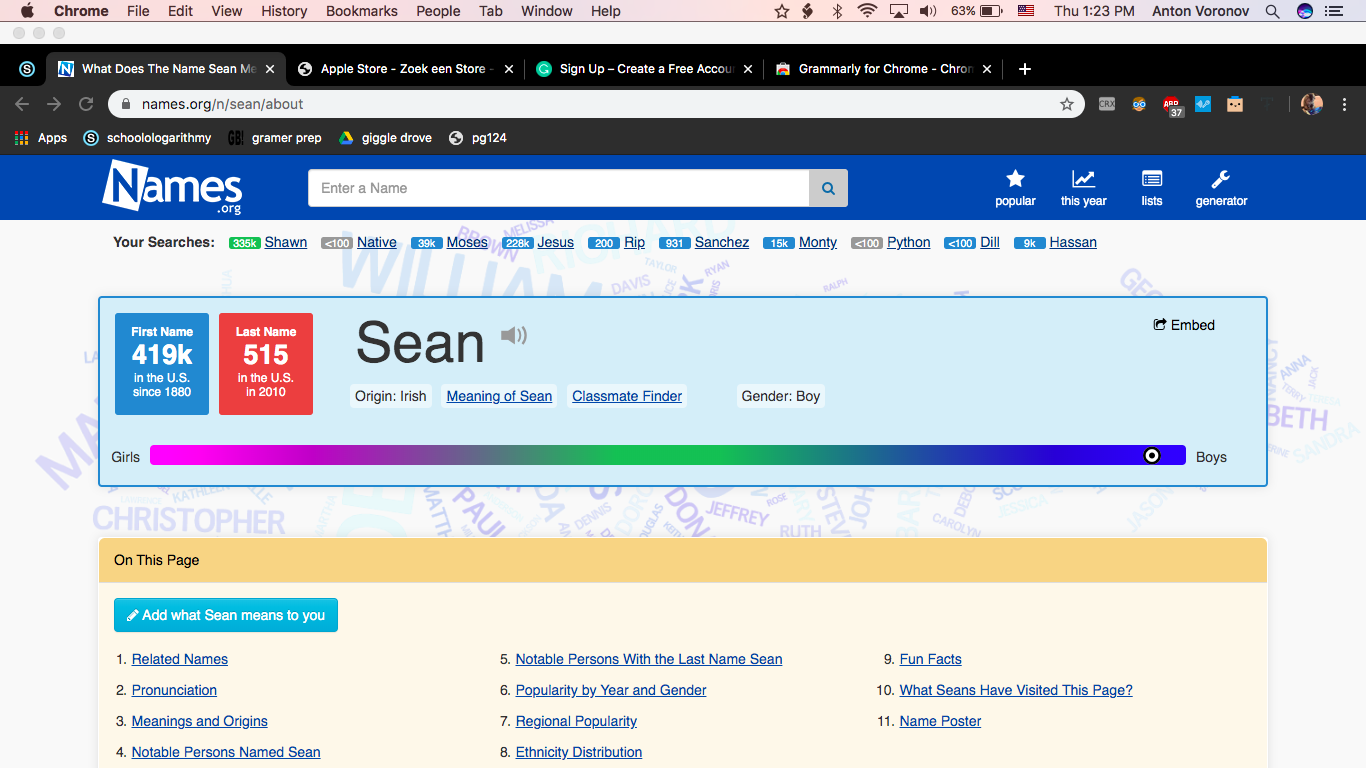 Chrome File Edit View History Bookmarks People Tab Window Help 63% Thu 1:23 PM Anton Voronov
What Does The Name Sean Me Apple Store - Zoek een Store - Sign Up – Create a Free Accou Grammarly for Chrome - Chron
names.org/n/sean/about CRX ABP 37
Apps schoolologarithmy GB! gramer prep giggle drove pg124
Names.org Enter a Name popular this year lists generator
Your Searches: 335k Shawn <100 Native 39k Moses 228k Jesus 200 Rip 931 Sanchez 15k Monty <100 Python <100 Dill 9k Hassan
MELISSA
BROWN
RICHARD
WILLIAM
TAYLOR
RYAN
DAVIS
RALPH
First Name
419k
in the U.S.
since 1880
Last Name
515
in the U.S.
in 2010
Sean
Embed
Origin: Irish Meaning of Sean Classmate Finder Gender: Boy
Girls Boys
ANNA
JACK
TERRY
TERESA
BETH
SANDRA
CHRISTOPHER
PAUL
DENNIS
DOUGLAS
JEFFREY
ROSE
RUTH
CAROLYN
JESSICA
JASON
On This Page
Add what Sean means to you
1. Related Names
2. Pronunciation
3. Meanings and Origins
4. Notable Persons Named Sean
5. Notable Persons With the Last Name Sean
6. Popularity by Year and Gender
7. Regional Popularity
8. Ethnicity Distribution
9. Fun Facts
10. What Seans Have Visited This Page?
11. Name Poster